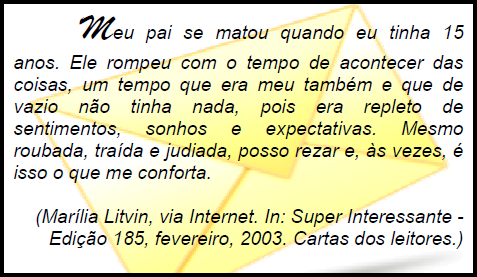 Meu pai se matou quando eu tinha 15
anos. Ele rompeu com o tempo de acontecer das
coisas, um tempo que era meu também e que de
vazio não tinha nada, pois era repleto de
sentimentos, sonhos e expectativas. Mesmo
roubada, traída e judiada, posso rezar e, às vezes, é
isso o que me conforta.
(Marília Litvin, via Internet. In: Super Interessante -
Edição 185, fevereiro, 2003. Cartas dos leitores.)